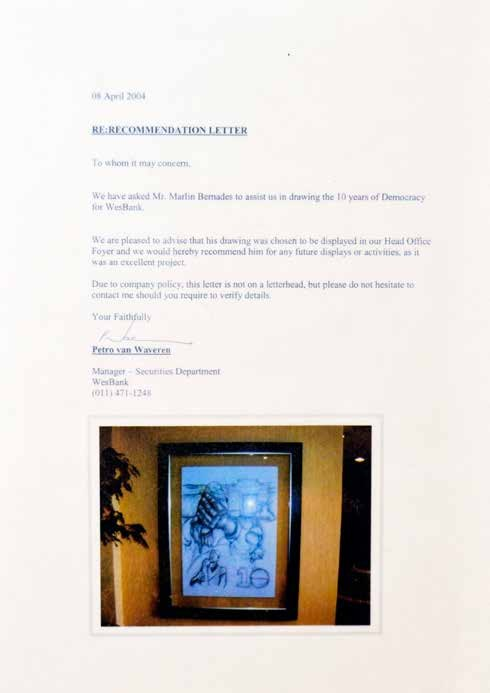 08 April 2004
RE:RECOMMENDATION LETTER
To whom it may concern,
We have asked Mr. Marlin Bernades to assist us in drawing the 10 years of Democracy
for WesBank.
We are pleased to advise that his drawing was chosen to be displayed in our Head Office
Foyer and we would hereby recommend him for any future displays or activities, as it
was an excellent project.
Due to company policy, this letter is not on a letterhead, but please do not hesitate to
contact me should you require to verify details.
Your Faithfully
Petro van Waveren
Manager – Securities Department
WesBank
(011) 471-1248
10